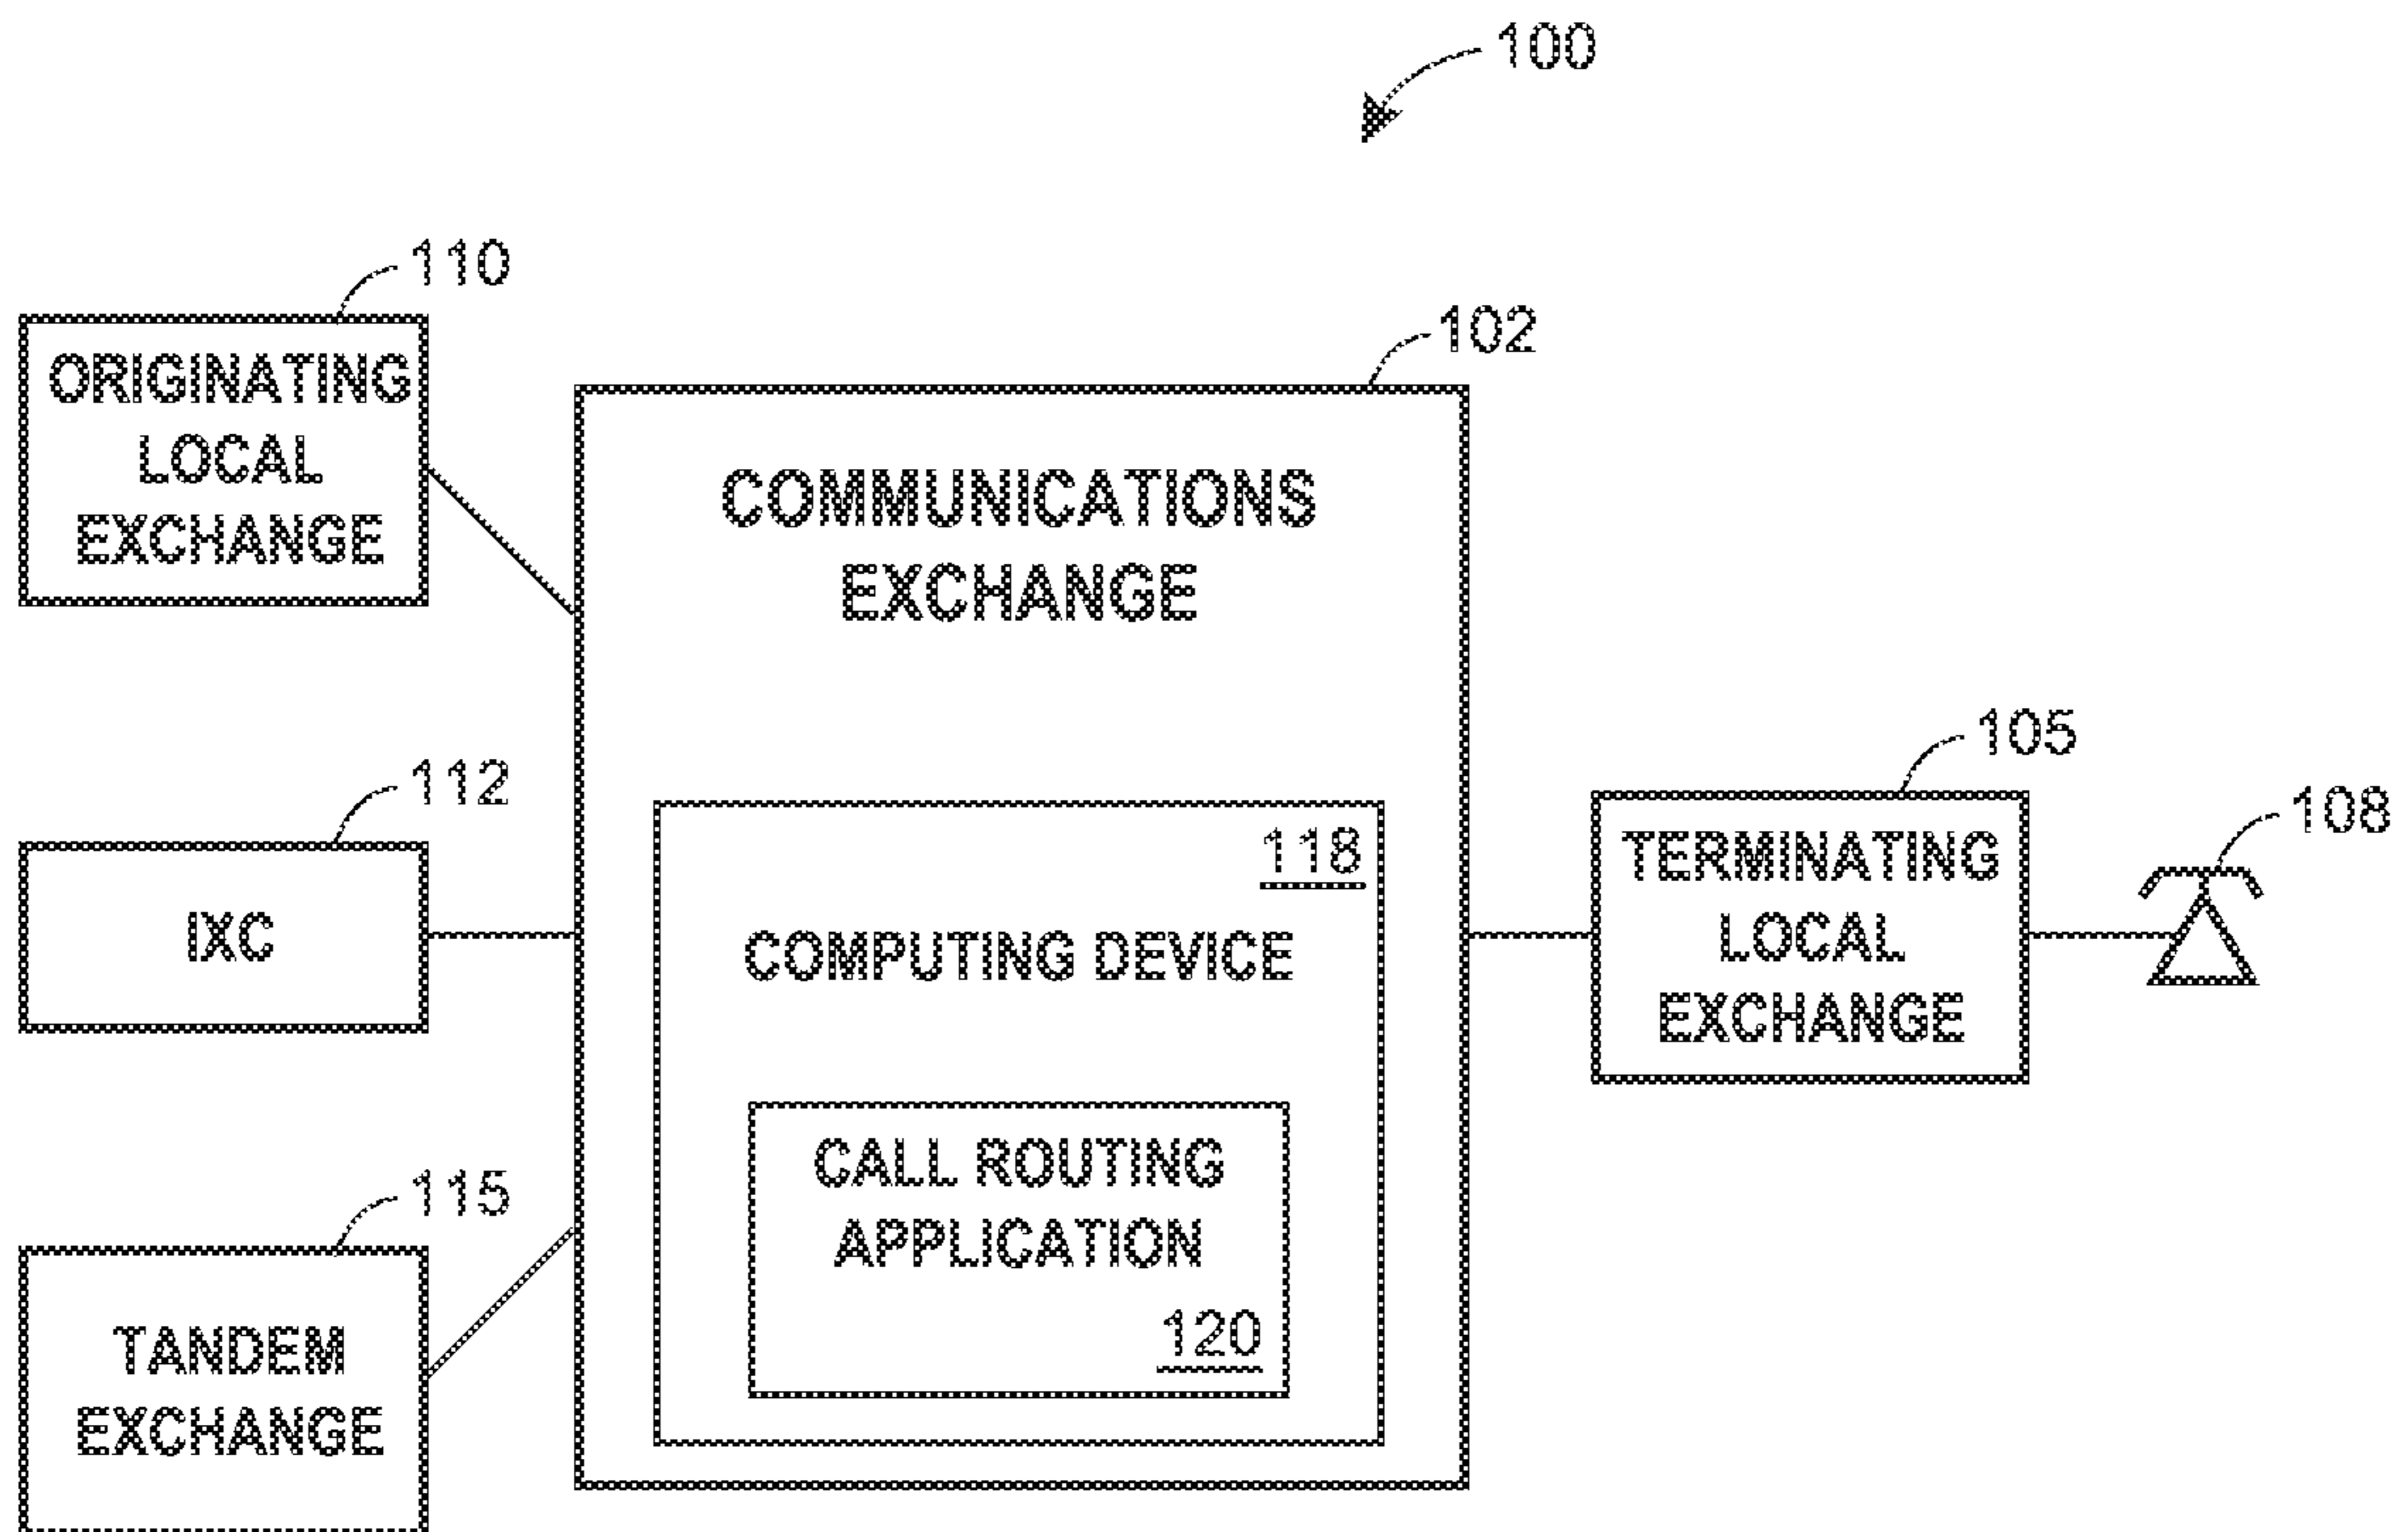 100
110
ORIGINATING
LOCAL
EXCHANGE
102
COMMUNICATIONS
EXCHANGE
112
IXC
118
COMPUTING DEVICE
105
TERMINATING
LOCAL
EXCHANGE
108
115
TANDEM
EXCHANGE
CALL ROUTING
APPLICATION
120